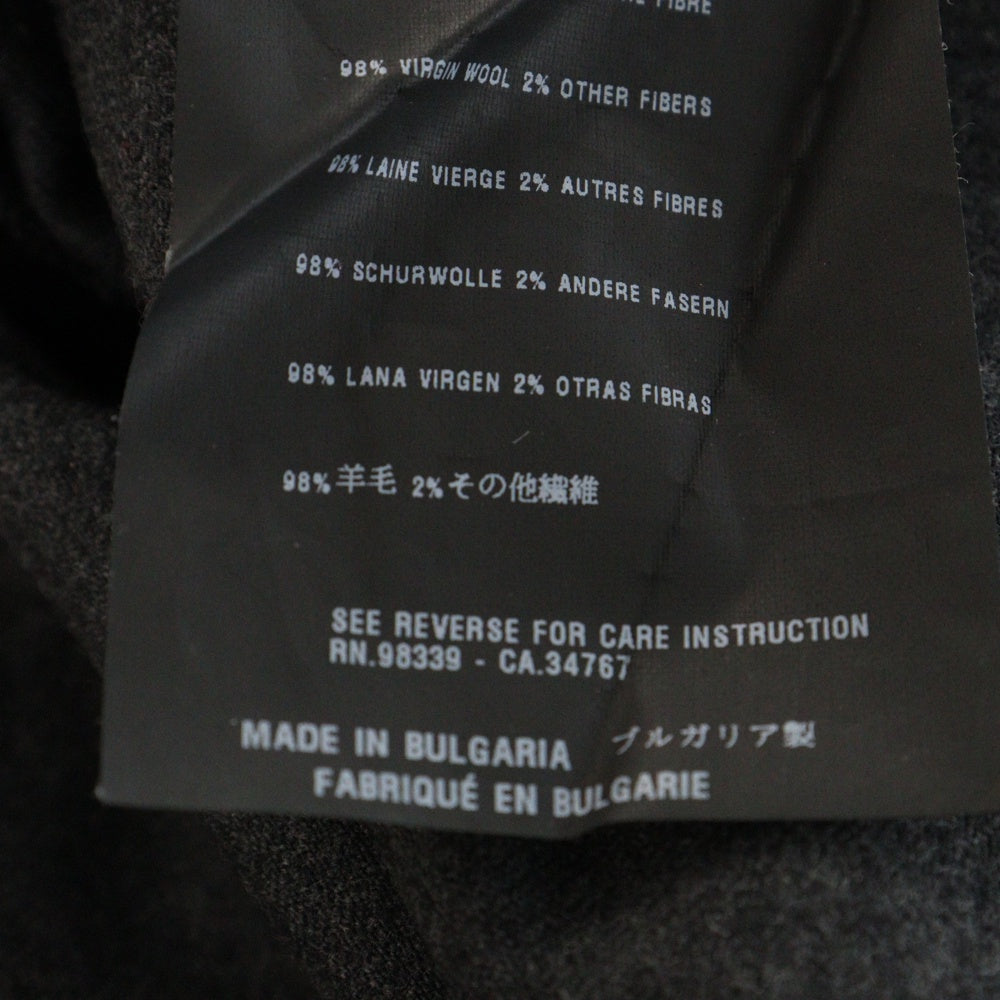 FIBRE
98% VIRGIN WOOL 2% OTHER FIBERS
98% LAINE VIERGE 2% AUTRES FIBRES
98% SCHURWOLLE 2% ANDERE FASERN
98% LANA VIRGEN 2% OTRAS FIBRAS
98% 羊毛 2% その他繊維
SEE REVERSE FOR CARE INSTRUCTION
RN.98339 - CA.34767
MADE IN BULGARIA ブルガリア製
FABRIQUÉ EN BULGARIE